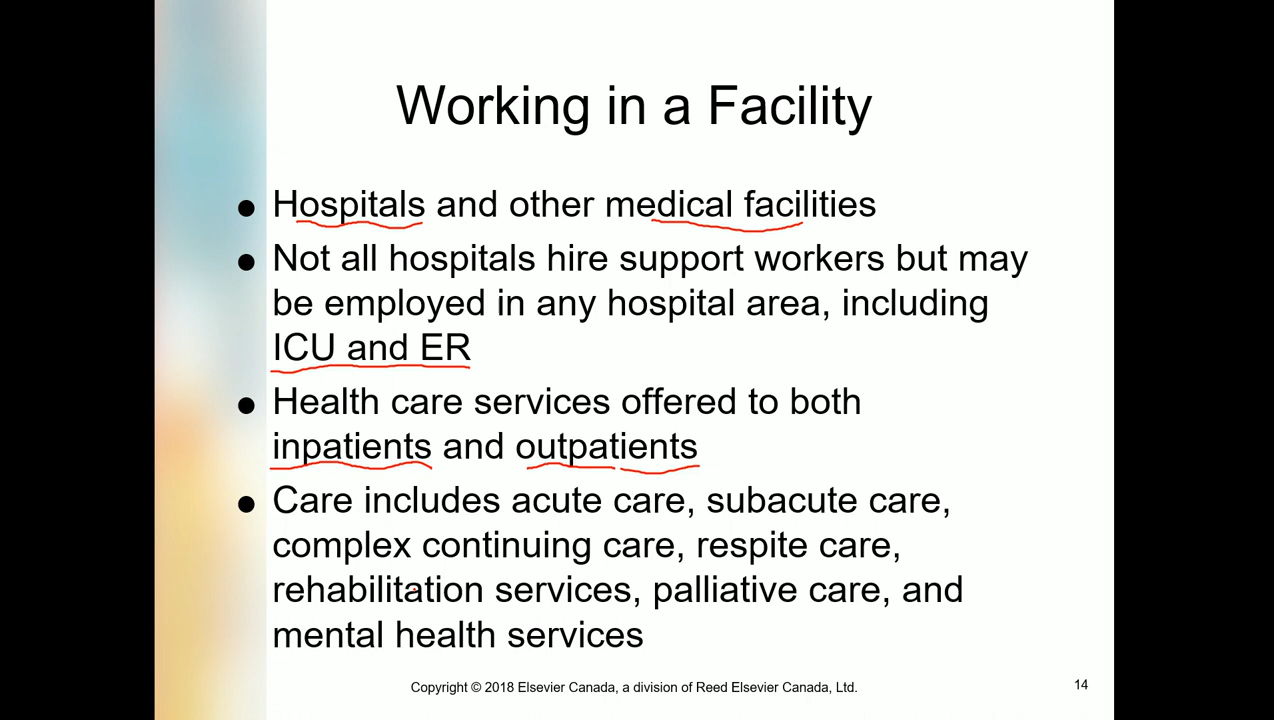 Working in a Facility
● Hospitals and other medical facilities
● Not all hospitals hire support workers but may
be employed in any hospital area, including
ICU and ER
● Health care services offered to both
inpatients and outpatients
● Care includes acute care, subacute care,
complex continuing care, respite care,
rehabilitation services, palliative care, and
mental health services
Copyright © 2018 Elsevier Canada, a division of Reed Elsevier Canada, Ltd.
14